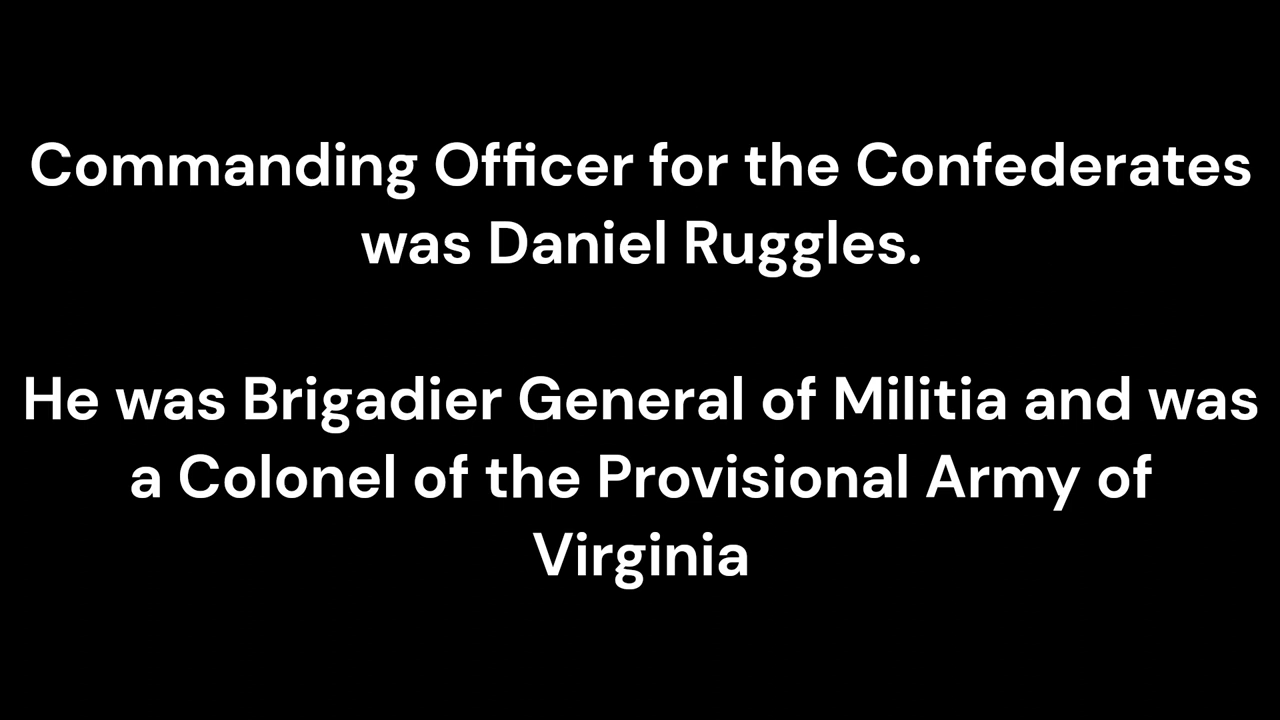 Commanding Officer for the Confederates
was Daniel Ruggles.
He was Brigadier General of Militia and was
a Colonel of the Provisional Army of
Virginia